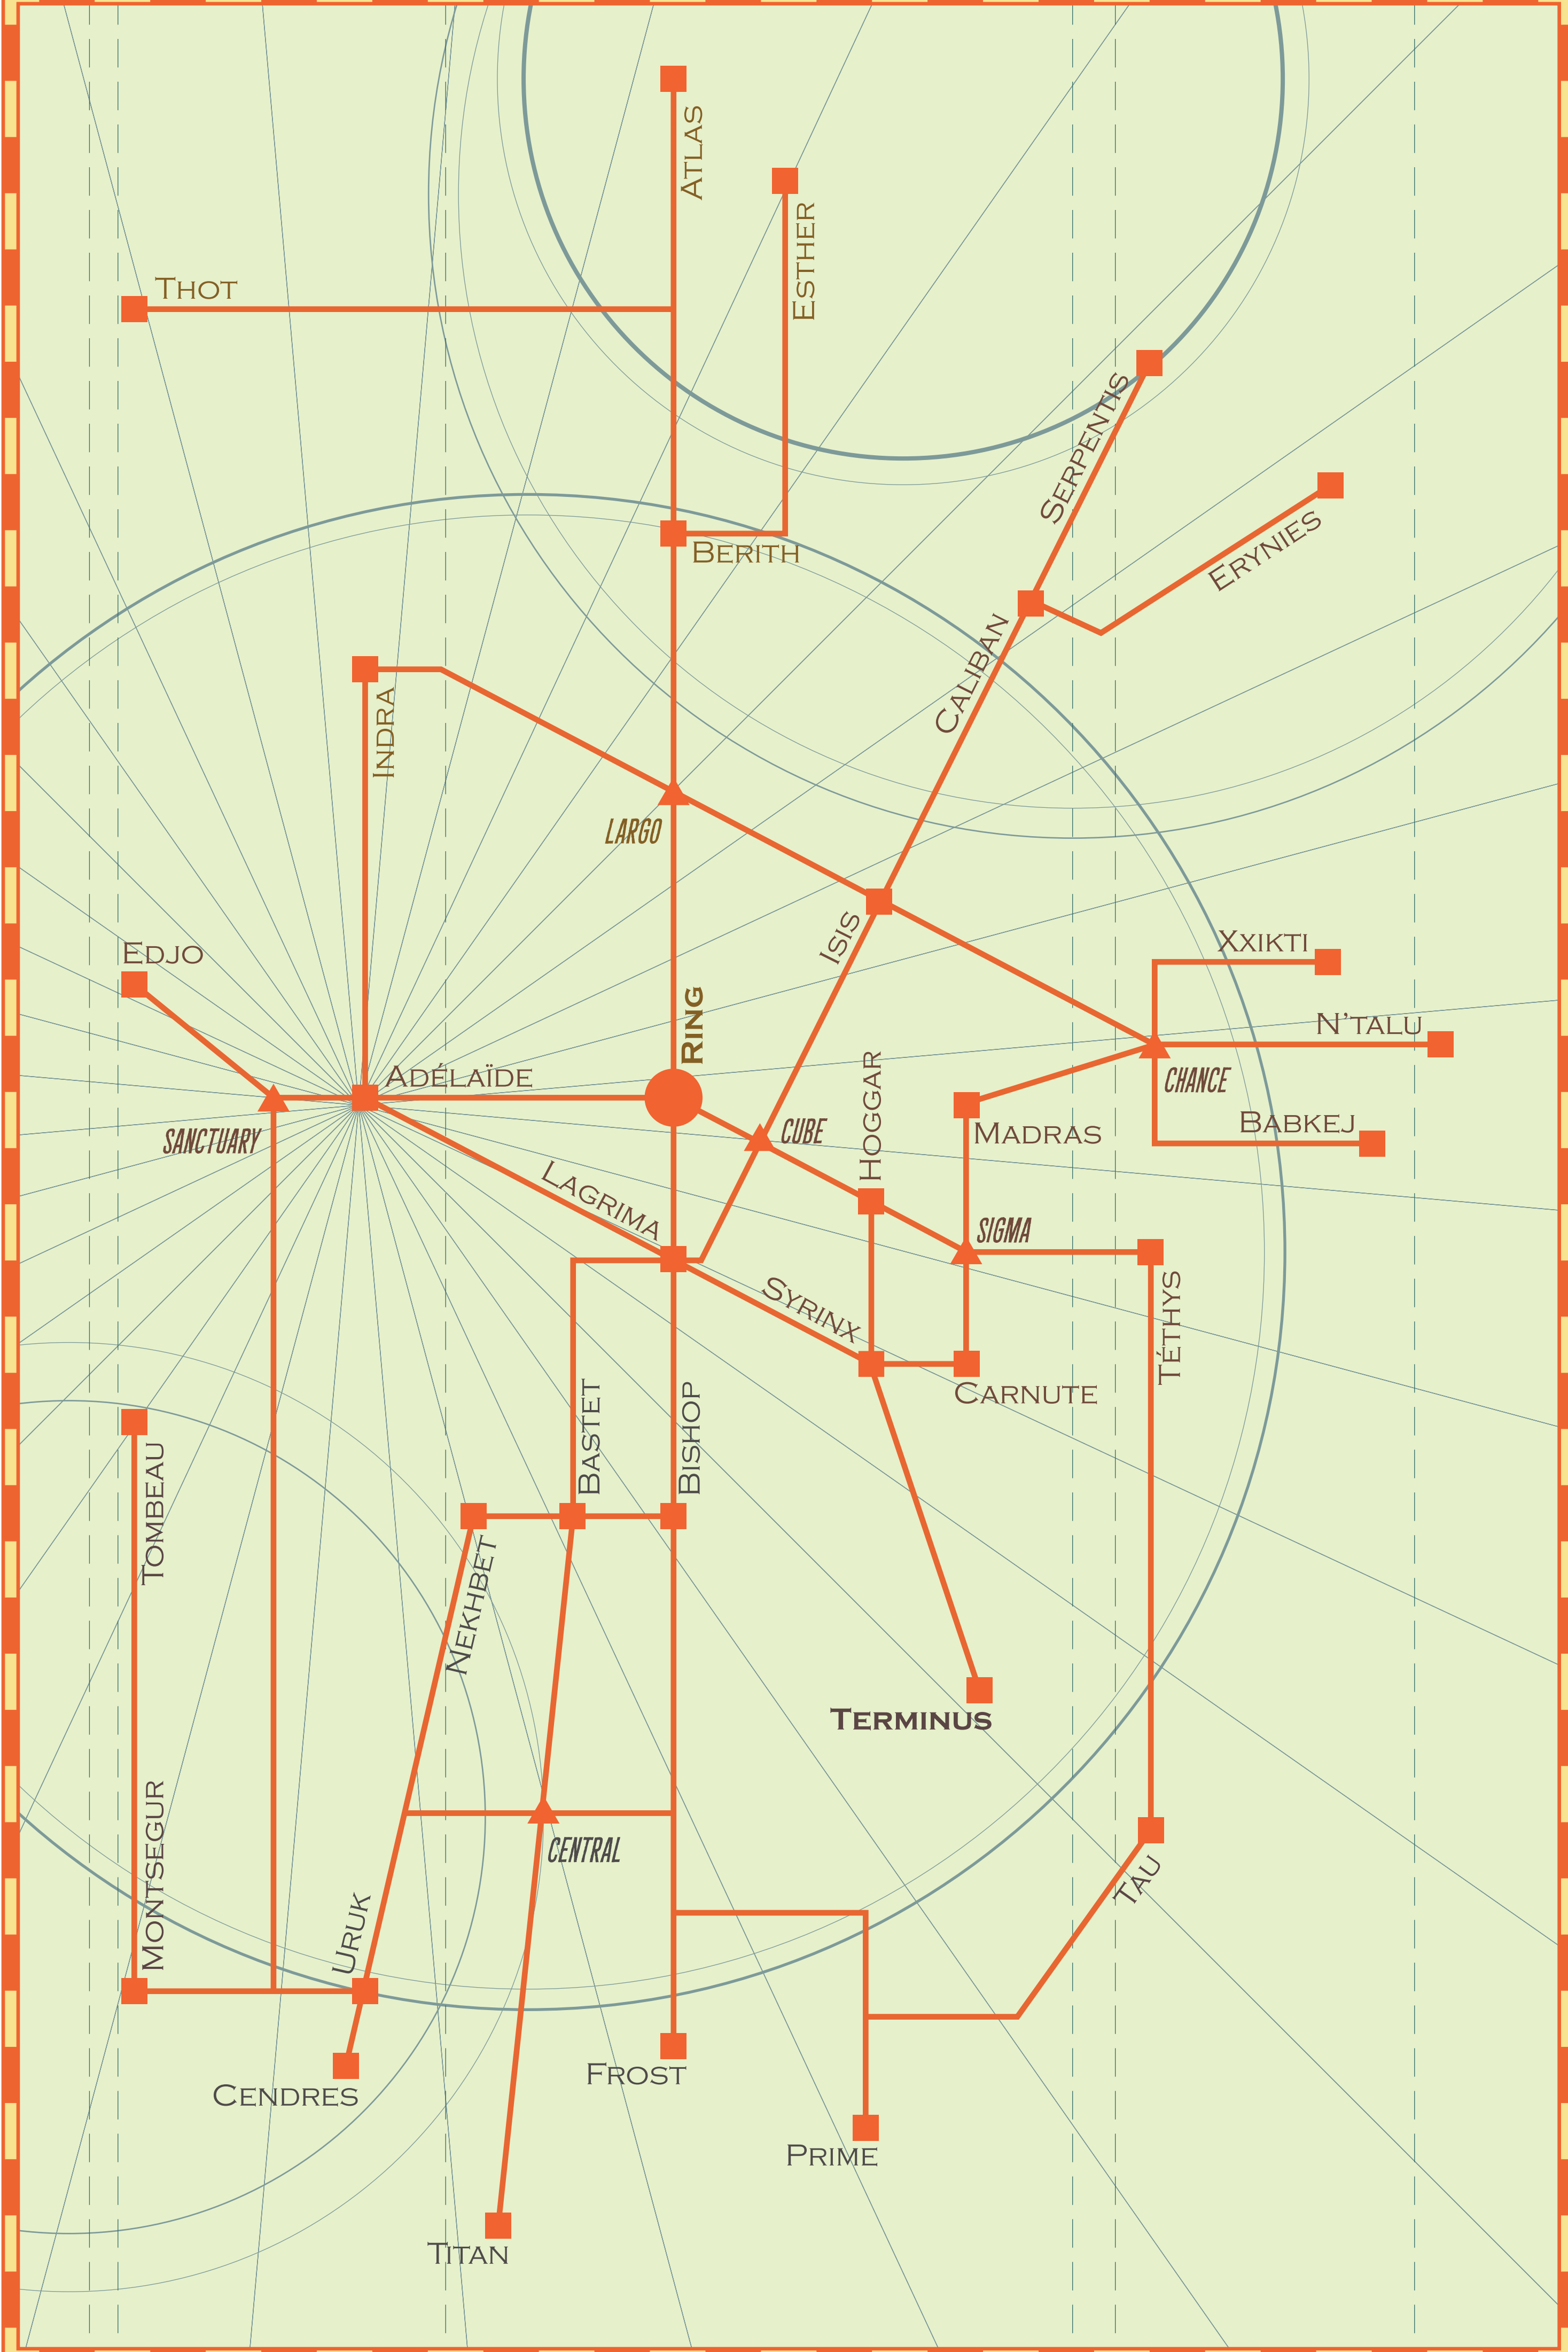 Atlas
Esther
Thot
Serpentis
Erynies
Berith
Caliban
Indra
LARGO
Isis
Xxikti
Edjo
Ring
N'talu
Adélaïde
Hoggar
CHANCE
SANCTUARY
CUBE
Madras
Babkej
Lagrima
SIGMA
Syrinx
Téthys
Carnute
Bastet
Bishop
Tombeau
Nekhbet
Terminus
Montsegur
CENTRAL
Tau
Uruk
Frost
Cendres
Prime
Titan